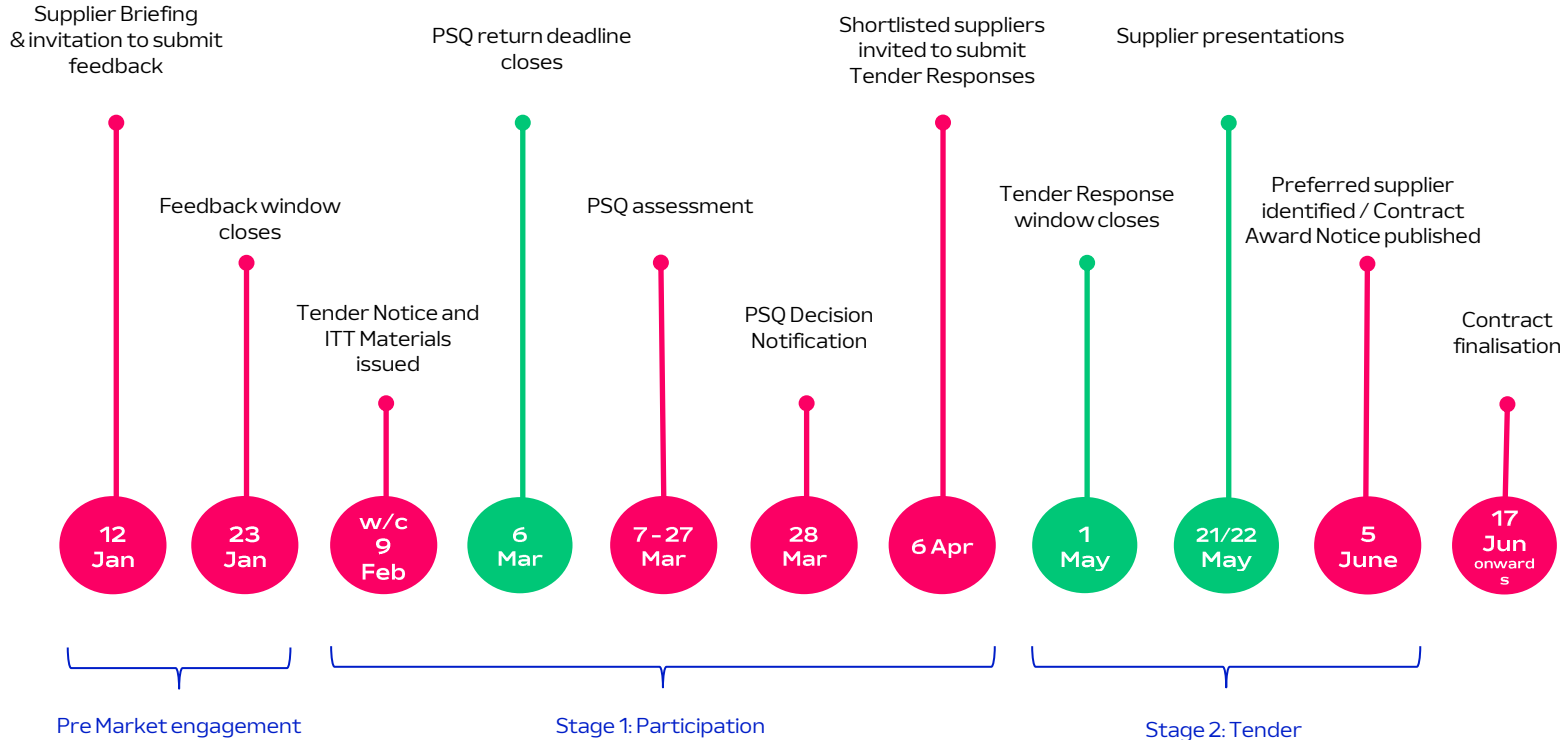 Supplier Briefing
& invitation to submit
feedback
PSQ return deadline
closes
Shortlisted suppliers
invited to submit
Tender Responses
Supplier presentations
Feedback window
closes
PSQ assessment
Tender Response
window closes
Preferred supplier
identified / Contract
Award Notice published
Tender Notice and
ITT Materials
issued
PSQ Decision
Notification
Contract
finalisation
12
Jan
23
Jan
w/c
9
Feb
6
Mar
7-27
Mar
28
Mar
6 Apr
1
May
21/22
May
5
June
17
Jun
onward
s
Pre Market engagement
Stage 1: Participation
Stage 2: Tender